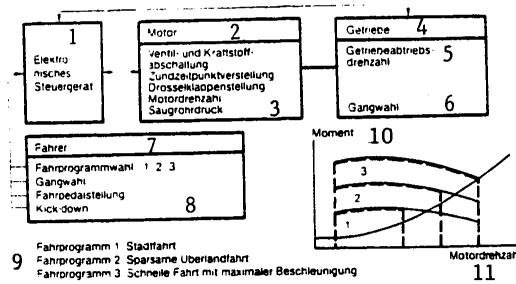 1
Elektro
nisches
Steuergerät
Motor 2
Ventil- und Kraftstoff-
abschaltung
Zundzeitpunktverstellung
Drosselklappenstellung
Motordrehzahl
Saugrohrdruck 3
Getriebe 4
Getriebeabtriebs- 5
drehzahl
Gangwahl 6
Fahrer 7
Fahrprogrammwahl 1 2 3
Gangwahl
Fahrpedalstellung
Kick-down 8
Moment 10
3
2
1
Motordrehzahl
11
9
Fahrprogramm 1 Stadtfahrt
Fahrprogramm 2 Sparsame Uberlandfahrt
Fahrprogramm 3 Schnelle Fahrt mit maximaler Beschleunigung